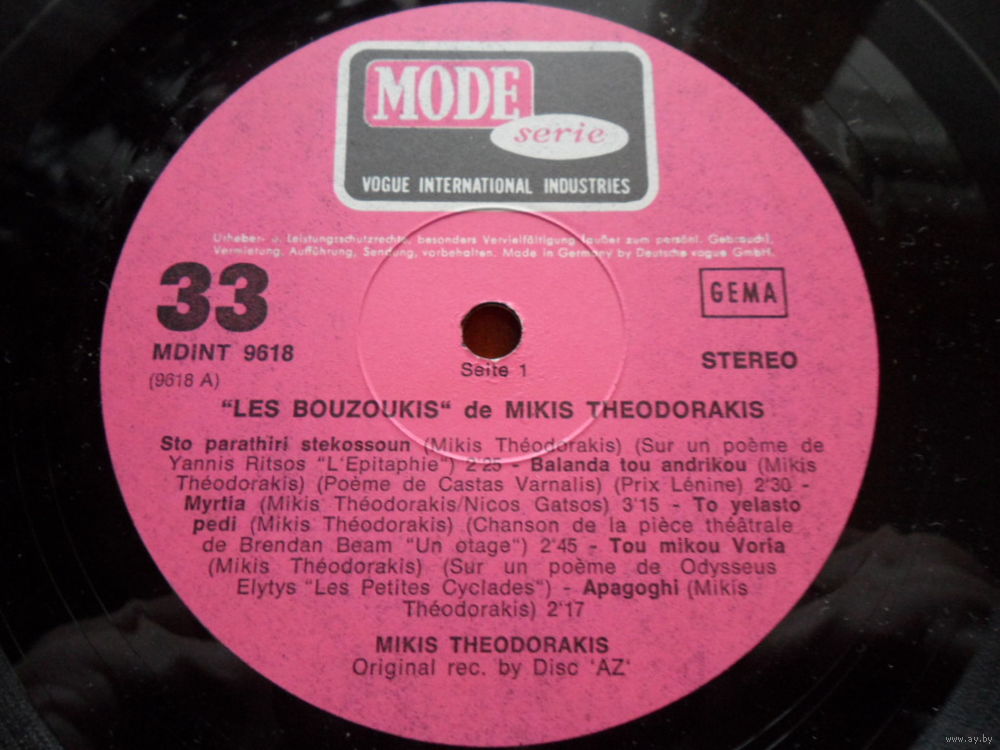 MODE
serie
VOGUE INTERNATIONAL INDUSTRIES
Urheber- u. Leistungsschutzrechte, besonders Vervielfältigung (außer zum persönl. Gebrauch),
Vermietung, Aufführung, Sendung, vorbehalten. Made in Germany by Deutsche vogue GmbH.
33
GEMA
MDINT 9618
(9618 A)
STEREO
Seite 1
"LES BOUZOUKIS" de MIKIS THEODORAKIS
Sto parathiri stekossoun (Mikis Théodorakis) (Sur un poème de
Yannis Ritsos "L'Epitaphie") 2'25 - Balanda tou andrikou (Mikis
Théodorakis) (Poème de Castas Varnalis) (Prix Lénine) 2'30 -
Myrtia (Mikis Théodorakis/Nicos Gatsos) 3'15 - To yelasto
pedi (Mikis Théodorakis) (Chanson de la pièce théâtrale
de Brendan Beam "Un otage") 2'45 - Tou mikou Voria
(Mikis Théodorakis) (Sur un poème de Odysseus
Elytys "Les Petites Cyclades") - Apagoghi (Mikis
Théodorakis) 2'17
MIKIS THEODORAKIS
Original rec. by Disc 'AZ'
www.ay.by